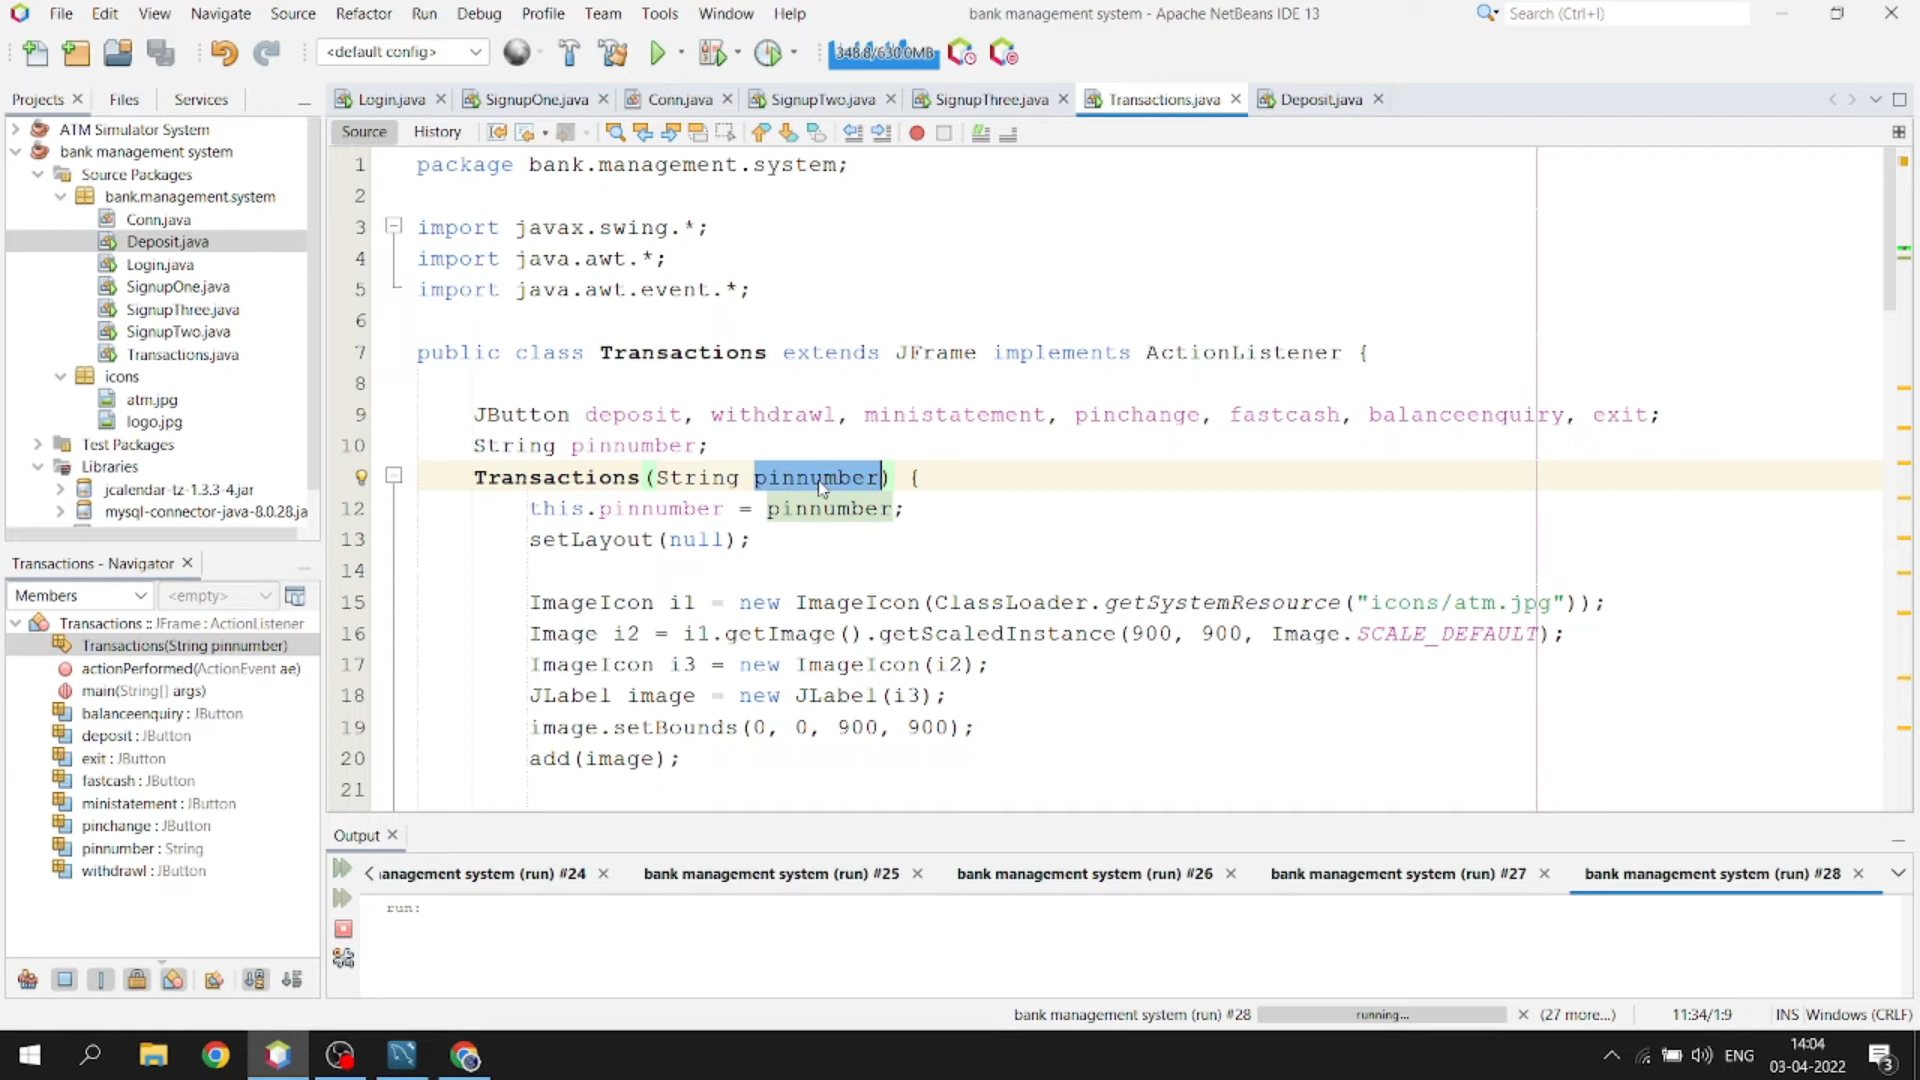 File Edit View Navigate Source Refactor Run Debug Profile Team Tools Window Help
bank management system - Apache NetBeans IDE 13
Search (Ctrl+I)
<default config>
348.8/630.0MB
Projects
Files
Services
Login.java
SignupOne.java
Conn.java
SignupTwo.java
SignupThree.java
Transactions.java
Deposit.java
Source
History
ATM Simulator System
bank management system
Source Packages
bank.management.system
Conn.java
Deposit.java
Login.java
SignupOne.java
SignupThree.java
SignupTwo.java
Transactions.java
icons
atm.jpg
logo.jpg
Test Packages
Libraries
jcalendar-tz-1.3.3-4.jar
mysql-connector-java-8.0.28.ja
Transactions - Navigator
Members
<empty>
Transactions :: JFrame : ActionListener
Transactions(String pinnumber)
actionPerformed(ActionEvent ae)
main(String[] args)
balanceenquiry : JButton
deposit : JButton
exit : JButton
fastcash : JButton
ministatement : JButton
pinchange : JButton
pinnumber : String
withdrawl : JButton
1 package bank.management.system;
2
3 import javax.swing.*;
4 import java.awt.*;
5 import java.awt.event.*;
6
7 public class Transactions extends JFrame implements ActionListener {
8
9 JButton deposit, withdrawl, ministatement, pinchange, fastcash, balanceenquiry, exit;
10 String pinnumber;
Transactions(String pinnumber) {
12 this.pinnumber = pinnumber;
13 setLayout(null);
14
15 ImageIcon i1 = new ImageIcon(ClassLoader.getSystemResource("icons/atm.jpg"));
16 Image i2 = i1.getImage().getScaledInstance(900, 900, Image.SCALE_DEFAULT);
17 ImageIcon i3 = new ImageIcon(i2);
18 JLabel image = new JLabel(i3);
19 image.setBounds(0, 0, 900, 900);
20 add(image);
21
Output
anagement system (run) #24
bank management system (run) #25
bank management system (run) #26
bank management system (run) #27
bank management system (run) #28
run:
bank management system (run) #28
running...
(27 more...)
11:34/1:9
INS
Windows (CRLF)
ENG
14:04
03-04-2022
3